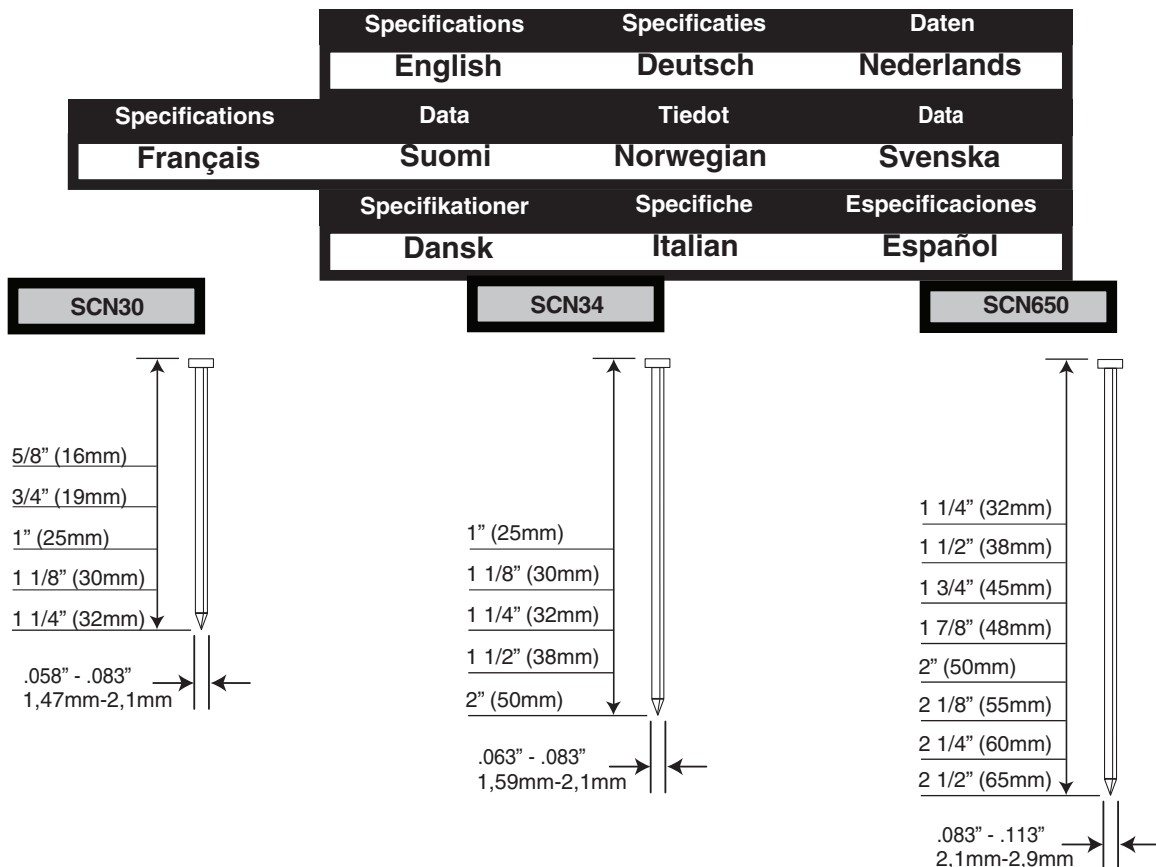 Specifications Specificaties Daten
English Deutsch Nederlands
Specifications Data Tiedot Data
Français Suomi Norwegian Svenska
Specifikationer Specifiche Especificaciones
Dansk Italian Español
SCN30
5/8” (16mm)
3/4” (19mm)
1” (25mm)
1 1/8” (30mm)
1 1/4” (32mm)
.058” - .083”
1,47mm-2,1mm
SCN34
1” (25mm)
1 1/8” (30mm)
1 1/4” (32mm)
1 1/2” (38mm)
2” (50mm)
.063” - .083”
1,59mm-2,1mm
SCN650
1 1/4” (32mm)
1 1/2” (38mm)
1 3/4” (45mm)
1 7/8” (48mm)
2” (50mm)
2 1/8” (55mm)
2 1/4” (60mm)
2 1/2” (65mm)
.083” - .113”
2,1mm-2,9mm